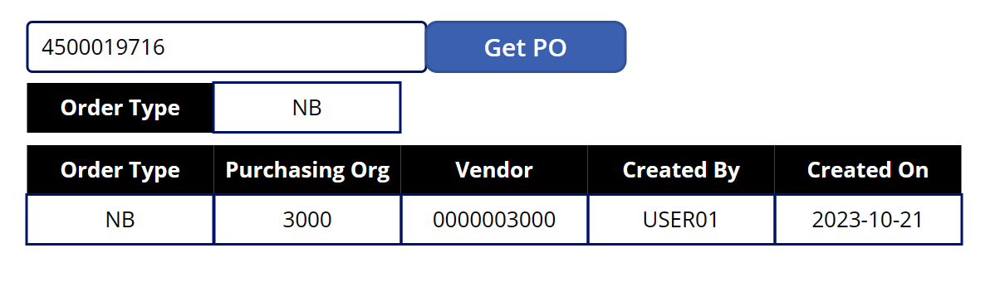 4500019716 Get PO
Order Type NB
Order Type Purchasing Org Vendor Created By Created On
NB 3000 0000003000 USER01 2023-10-21